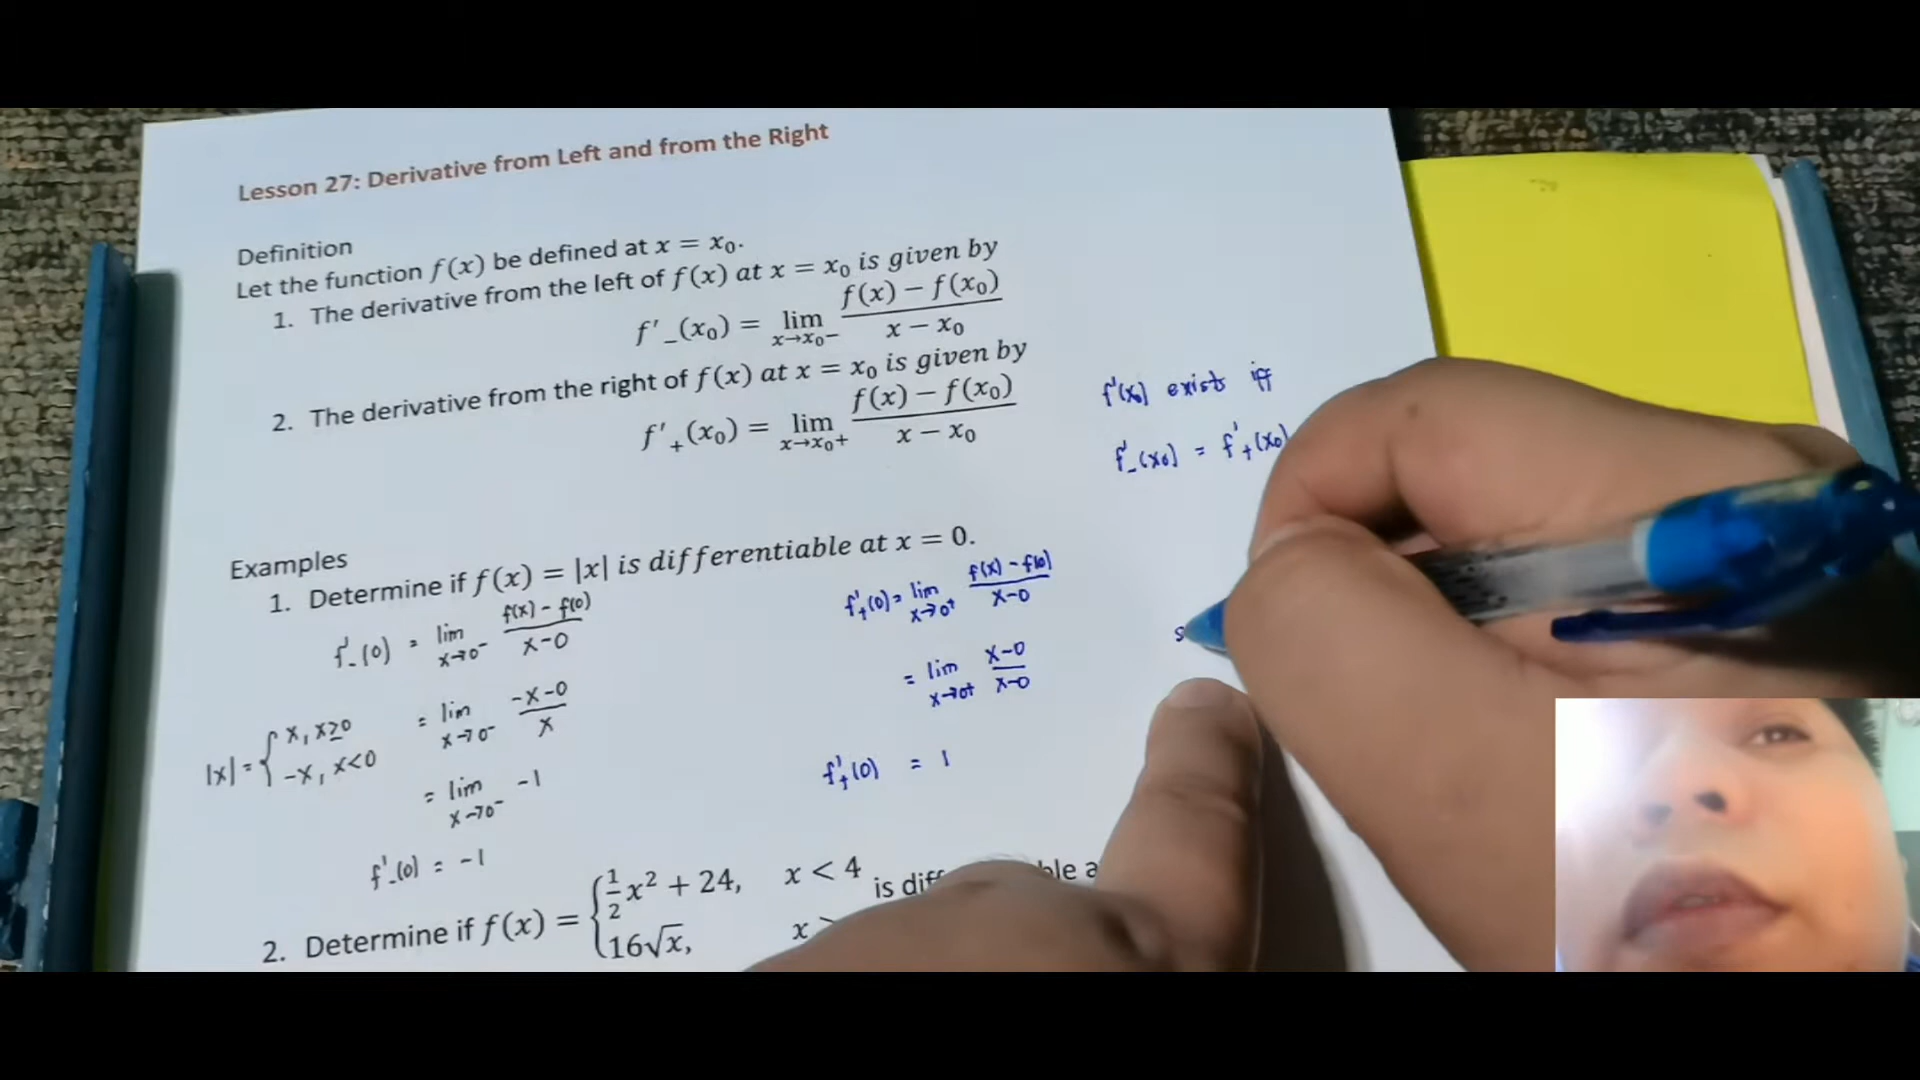 Lesson 27: Derivative from Left and from the Right
Definition
Let the function f(x) be defined at x = x₀.
1. The derivative from the left of f(x) at x = x₀ is given by
f'₋(x₀) = lim x→x₀− (f(x) − f(x₀)) / (x − x₀)
2. The derivative from the right of f(x) at x = x₀ is given by
f'₊(x₀) = lim x→x₀+ (f(x) − f(x₀)) / (x − x₀)
f'(x₀) exists iff
f'₋(x₀) = f'₊(x₀)
Examples
1. Determine if f(x) = |x| is differentiable at x = 0.
f'₋(0) = lim x→0⁻ (f(x) - f(0)) / (x-0)
= lim x→0⁻ (-x-0) / x
= lim x→0⁻ -1
f'₋(0) = -1
|x| = { x, x≥0
-x, x<0
f'₊(0) = lim x→0⁺ (f(x) - f(0)) / (x-0)
= lim x→0⁺ (x-0) / (x-0)
f'₊(0) = 1
s
2. Determine if f(x) = { 1/2 x² + 24, x < 4
16√x, x
is